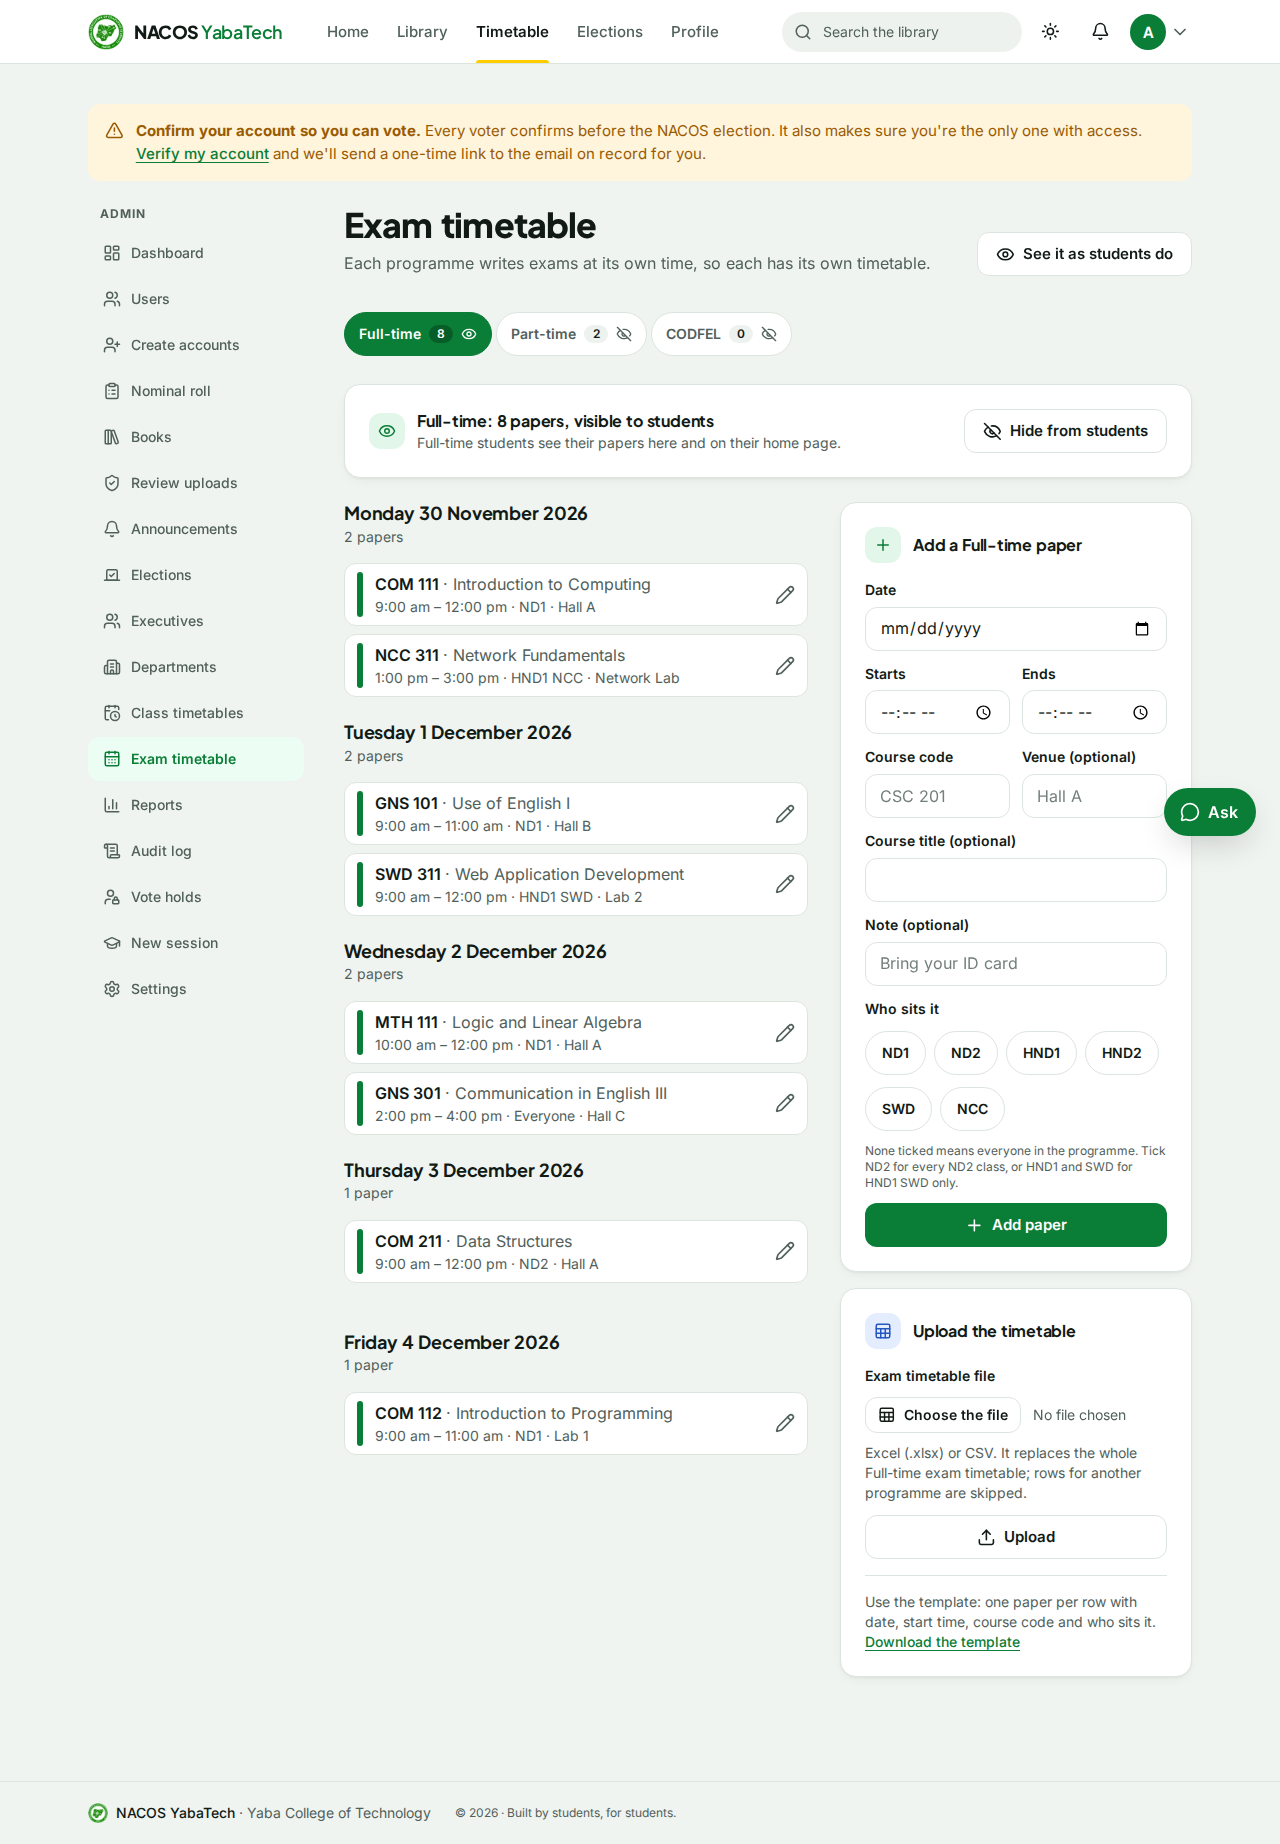 NACOS YabaTech
Home
Library
Timetable
Elections
Profile
Search the library
A
Confirm your account so you can vote. Every voter confirms before the NACOS election. It also makes sure you're the only one with access.
Verify my account and we'll send a one-time link to the email on record for you.
ADMIN
Dashboard
Users
Create accounts
Nominal roll
Books
Review uploads
Announcements
Elections
Executives
Departments
Class timetables
Exam timetable
Reports
Audit log
Vote holds
New session
Settings
Exam timetable
Each programme writes exams at its own time, so each has its own timetable.
See it as students do
Full-time 8
Part-time 2
CODFEL 0
Full-time: 8 papers, visible to students
Full-time students see their papers here and on their home page.
Hide from students
Monday 30 November 2026
2 papers
COM 111 · Introduction to Computing
9:00 am – 12:00 pm · ND1 · Hall A
NCC 311 · Network Fundamentals
1:00 pm – 3:00 pm · HND1 NCC · Network Lab
Tuesday 1 December 2026
2 papers
GNS 101 · Use of English I
9:00 am – 11:00 am · ND1 · Hall B
SWD 311 · Web Application Development
9:00 am – 12:00 pm · HND1 SWD · Lab 2
Wednesday 2 December 2026
2 papers
MTH 111 · Logic and Linear Algebra
10:00 am – 12:00 pm · ND1 · Hall A
GNS 301 · Communication in English III
2:00 pm – 4:00 pm · Everyone · Hall C
Thursday 3 December 2026
1 paper
COM 211 · Data Structures
9:00 am – 12:00 pm · ND2 · Hall A
Friday 4 December 2026
1 paper
COM 112 · Introduction to Programming
9:00 am – 11:00 am · ND1 · Lab 1
Add a Full-time paper
Date
mm/dd/yyyy
Starts
Ends
--:-- --
--:-- --
Course code
Venue (optional)
CSC 201
Hall A
Course title (optional)
Note (optional)
Bring your ID card
Who sits it
ND1
ND2
HND1
HND2
SWD
NCC
None ticked means everyone in the programme. Tick
ND2 for every ND2 class, or HND1 and SWD for
HND1 SWD only.
Add paper
Ask
Upload the timetable
Exam timetable file
Choose the file
No file chosen
Excel (.xlsx) or CSV. It replaces the whole
Full-time exam timetable; rows for another
programme are skipped.
Upload
Use the template: one paper per row with
date, start time, course code and who sits it.
Download the template
NACOS YabaTech · Yaba College of Technology
© 2026 · Built by students, for students.